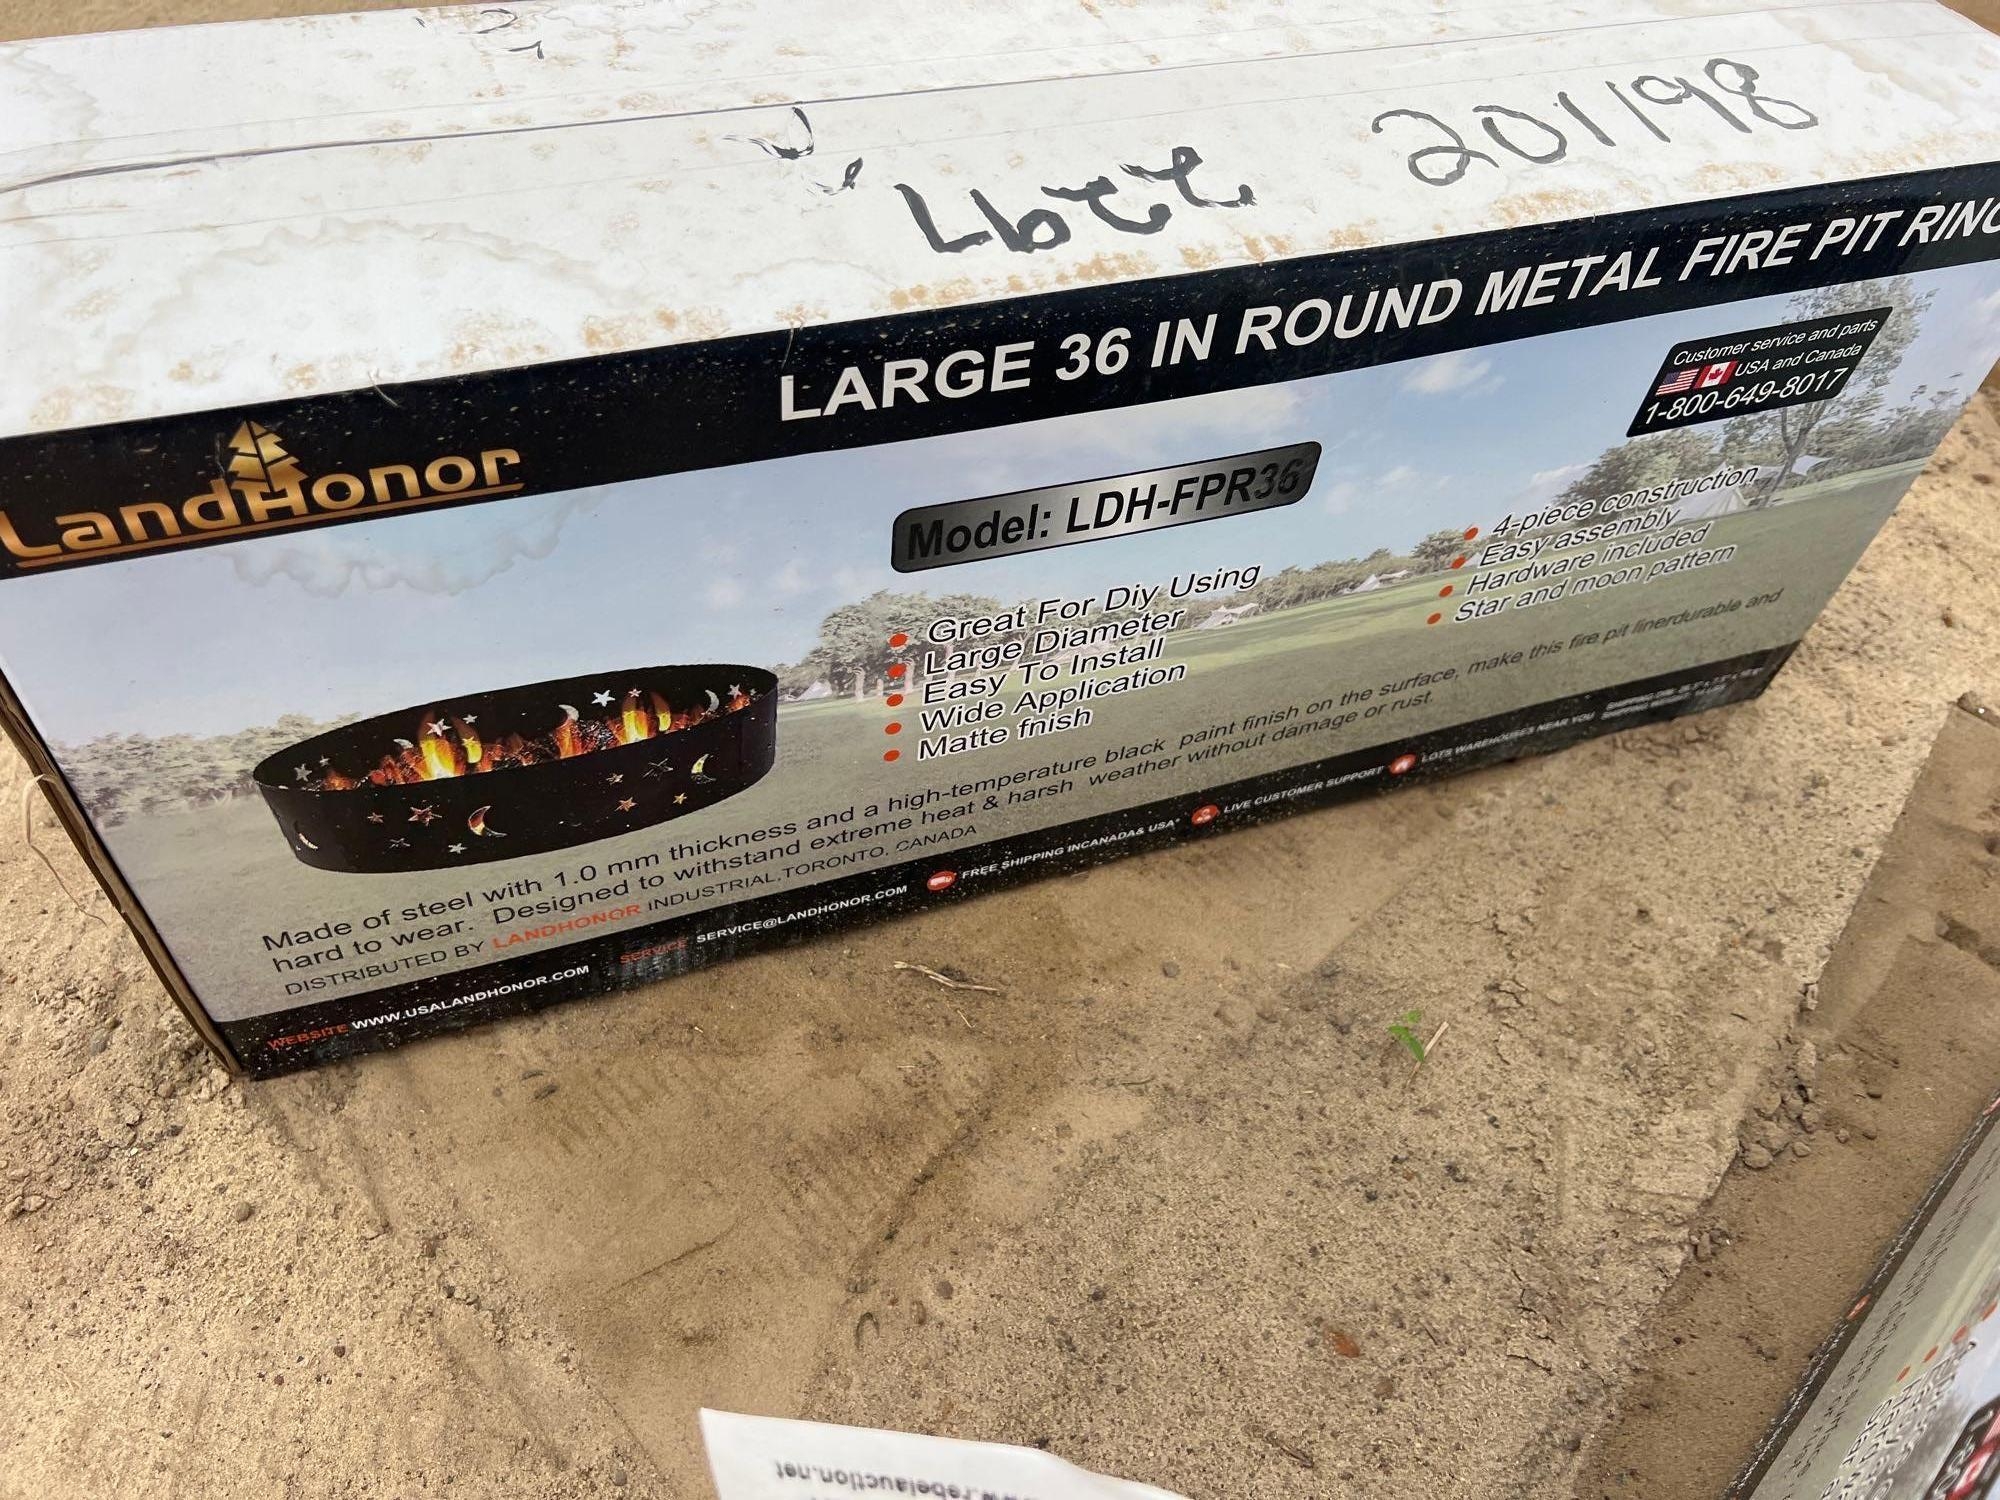 201198
LARGE 36 IN ROUND METAL FIRE PIT RING
LandHonor
Customer service and parts
USA and Canada
1-800-649-8017
Model: LDH-FPR36
Great For Diy Using
Large Diameter
Easy To Install
Wide Application
Matte fnish
4-piece construction
Easy assembly
Hardware included
Star and moon pattern
Made of steel with 1.0 mm thickness and a high-temperature black paint finish on the surface, make this fire pit linerdurable and
hard to wear. Designed to withstand extreme heat & harsh weather without damage or rust.
DISTRIBUTED BY LANDHONOR INDUSTRIAL,TORONTO, CANADA
WEBSITE WWW.USALANDHONOR.COM SERVICE SERVICE@LANDHONOR.COM FREE SHIPPING INCANADA& USA* LIVE CUSTOMER SUPPORT LOTS WAREHOUSES NEAR YOU
www.rebelauction.net